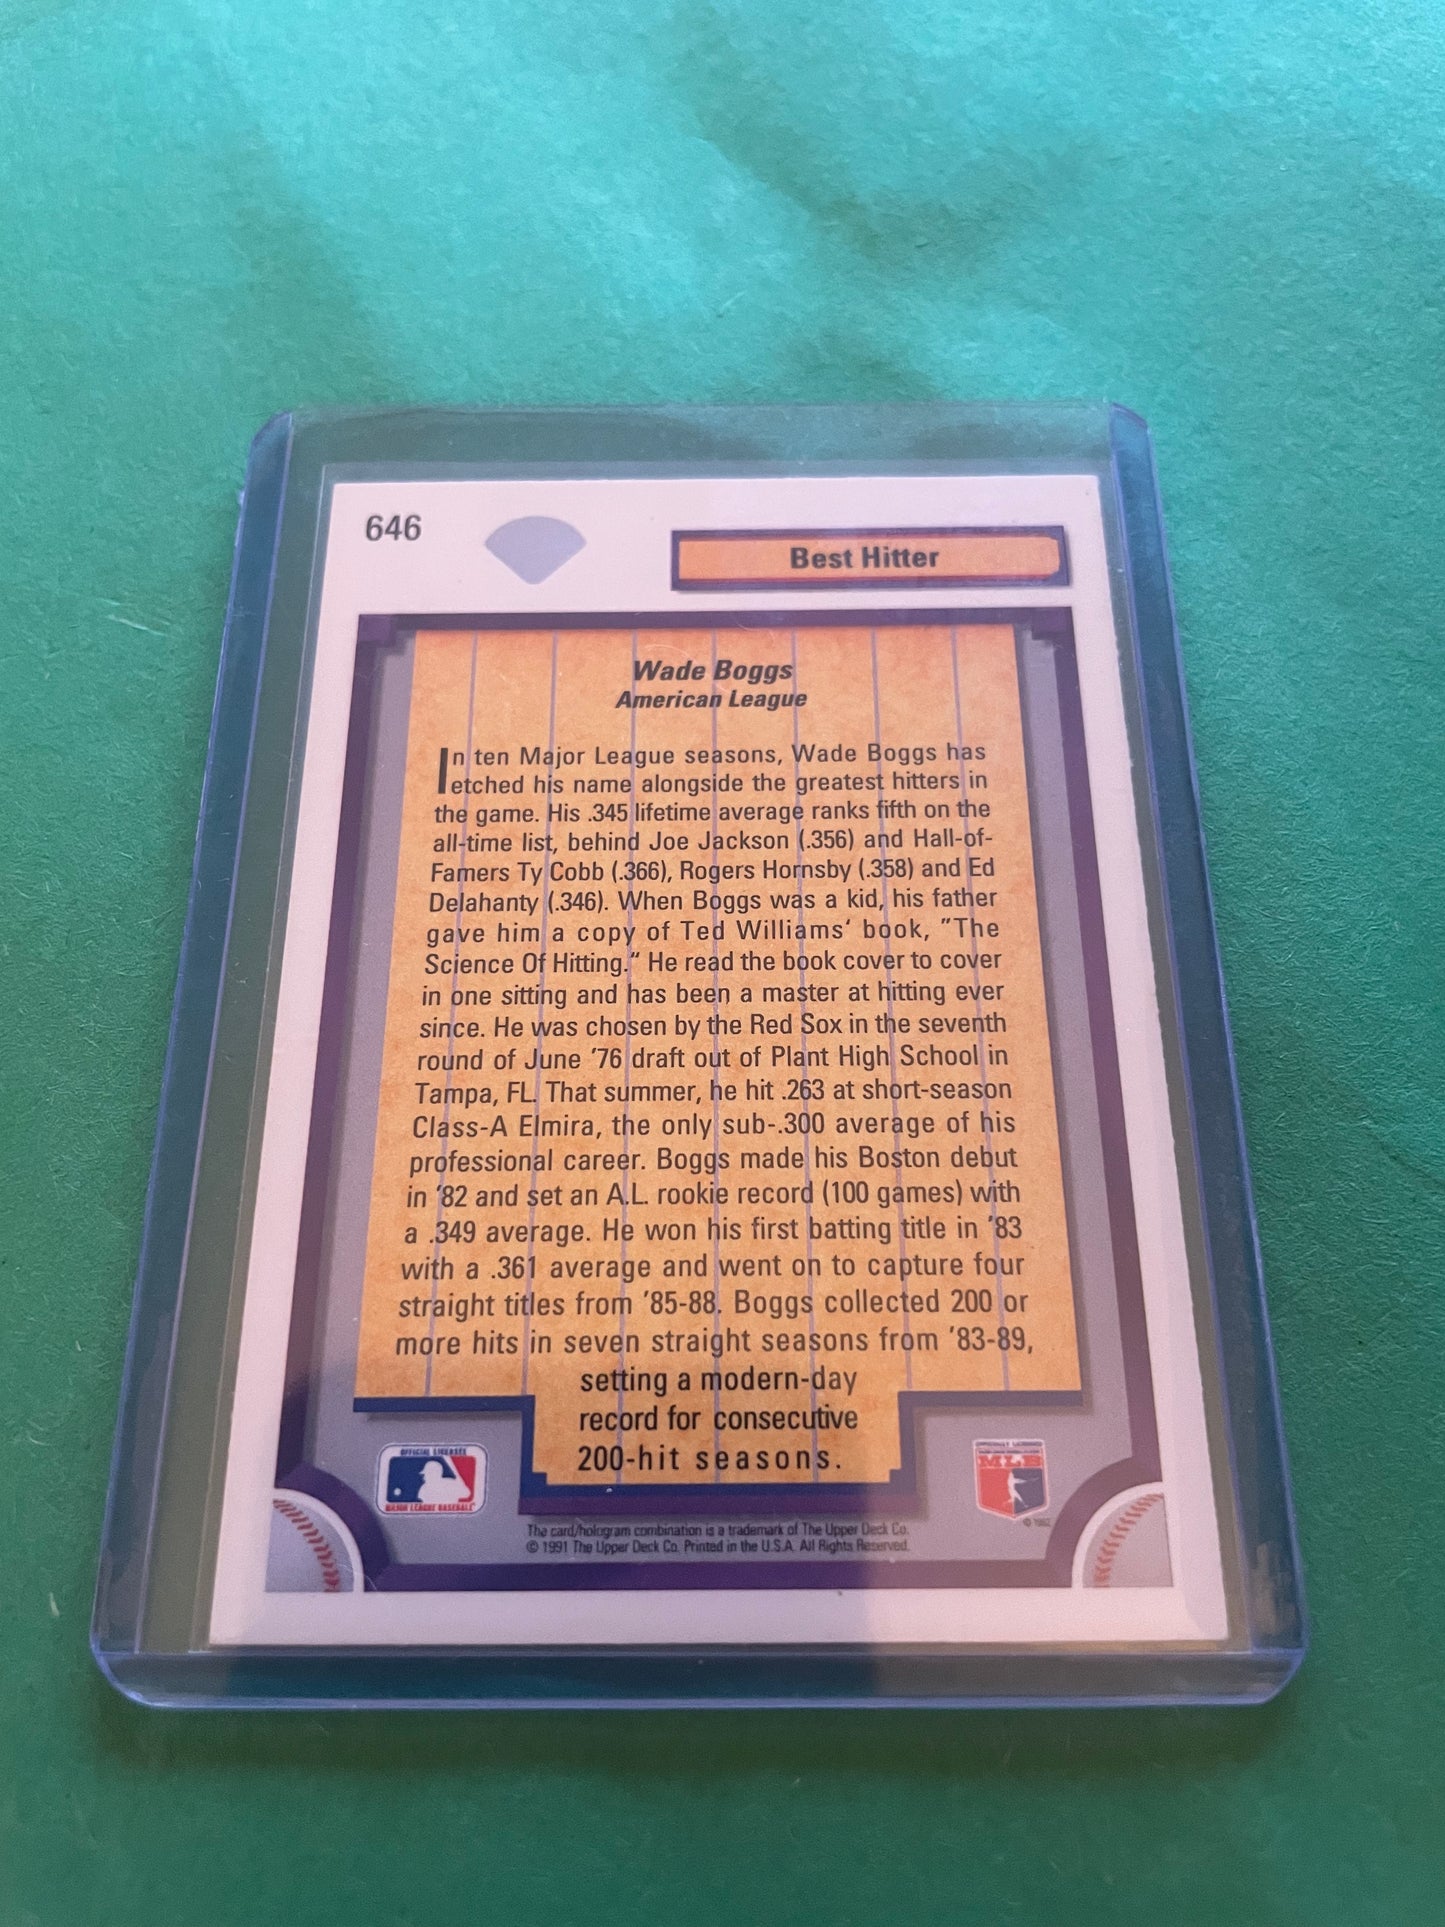 646
Best Hitter
Wade Boggs
American League
In ten Major League seasons, Wade Boggs has
etched his name alongside the greatest hitters in
the game. His .345 lifetime average ranks fifth on the
all-time list, behind Joe Jackson (.356) and Hall-of-
Famers Ty Cobb (.366), Rogers Hornsby (.358) and Ed
Delahanty (.346). When Boggs was a kid, his father
gave him a copy of Ted Williams' book, "The
Science Of Hitting." He read the book cover to cover
in one sitting and has been a master at hitting ever
since. He was chosen by the Red Sox in the seventh
round of June '76 draft out of Plant High School in
Tampa, FL. That summer, he hit .263 at short-season
Class-A Elmira, the only sub-.300 average of his
professional career. Boggs made his Boston debut
in '82 and set an A.L. rookie record (100 games) with
a .349 average. He won his first batting title in '83
with a .361 average and went on to capture four
straight titles from '85-88. Boggs collected 200 or
more hits in seven straight seasons from '83-89,
setting a modern-day
record for consecutive
200-hit seasons.
OFFICIAL LICENSEE
MAJOR LEAGUE BASEBALL
MLB
The card/hologram combination is a trademark of The Upper Deck Co.
© 1991 The Upper Deck Co. Printed in the U.S.A. All Rights Reserved.